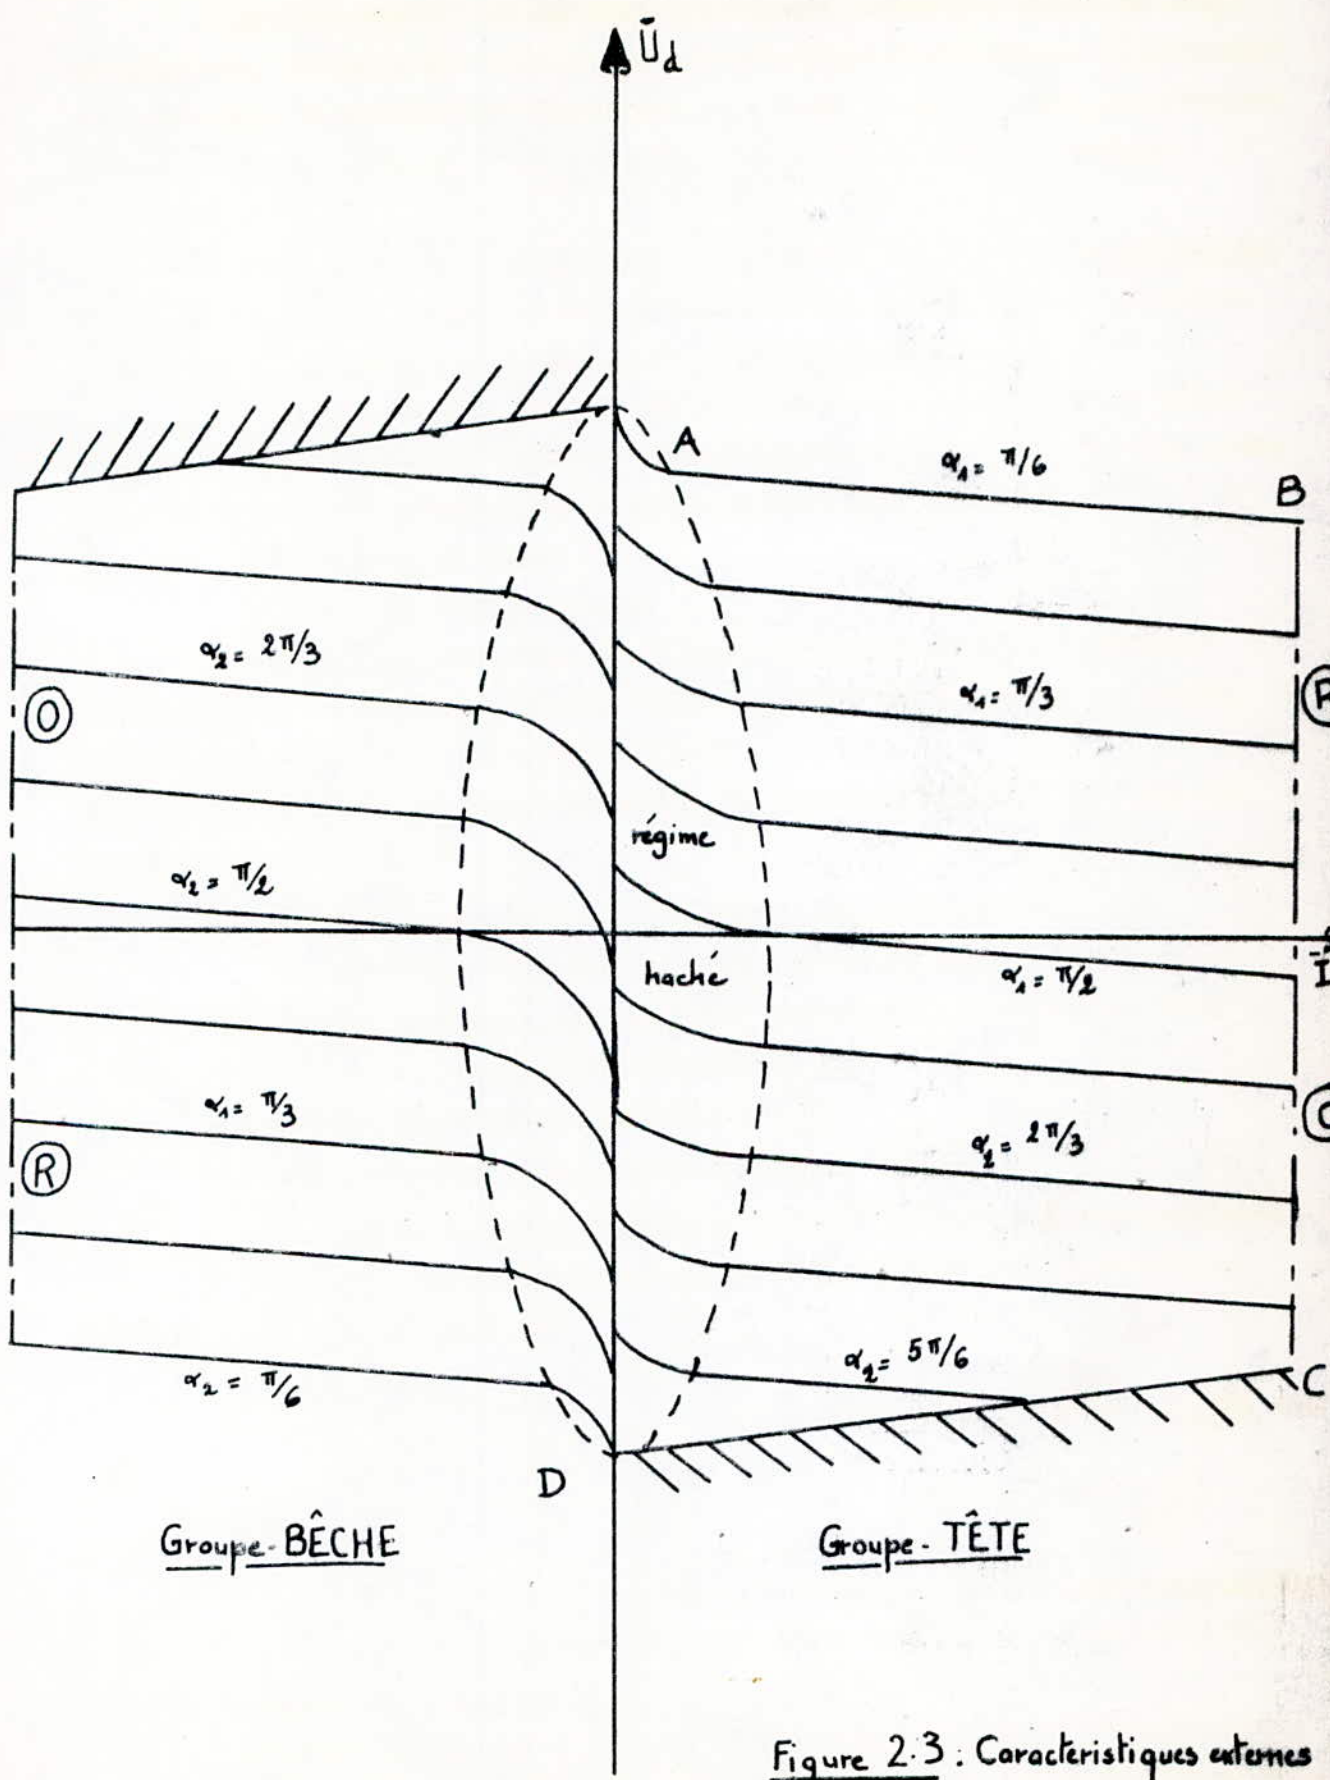 Ūd
A
α₁ = π/6
B
α₂ = 2π/3
α₁ = π/3
O
régime
α₂ = π/2
haché
α₁ = π/2
α₁ = π/3
α₂ = 2π/3
R
α₂ = 5π/6
α₂ = π/6
C
D
Groupe-BÊCHE
Groupe-TÊTE
Figure 2.3 : Caractéristiques externes